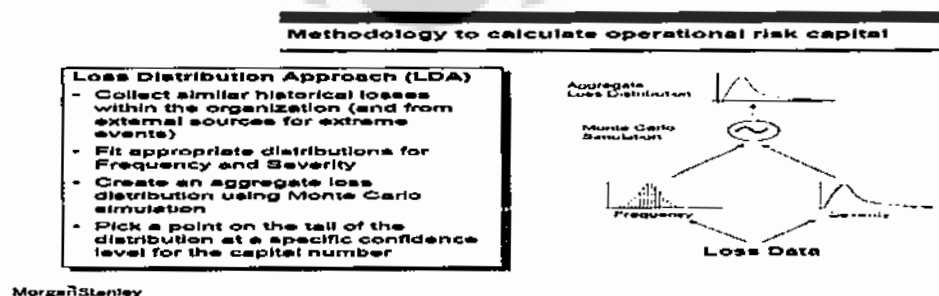 Methodology to calculate operational risk capital
Loss Distribution Approach (LDA)
- Collect similar historical losses
within the organization (and from
external sources for extreme
events)
- Fit appropriate distributions for
Frequency and Severity
- Create an aggregate loss
distribution using Monte Carlo
simulation
- Pick a point on the tail of the
distribution at a specific confidence
level for the capital number
Aggregate
Loss Distribution
Monte Carlo
Simulation
Frequency
Severity
Loss Data
MorganStanley